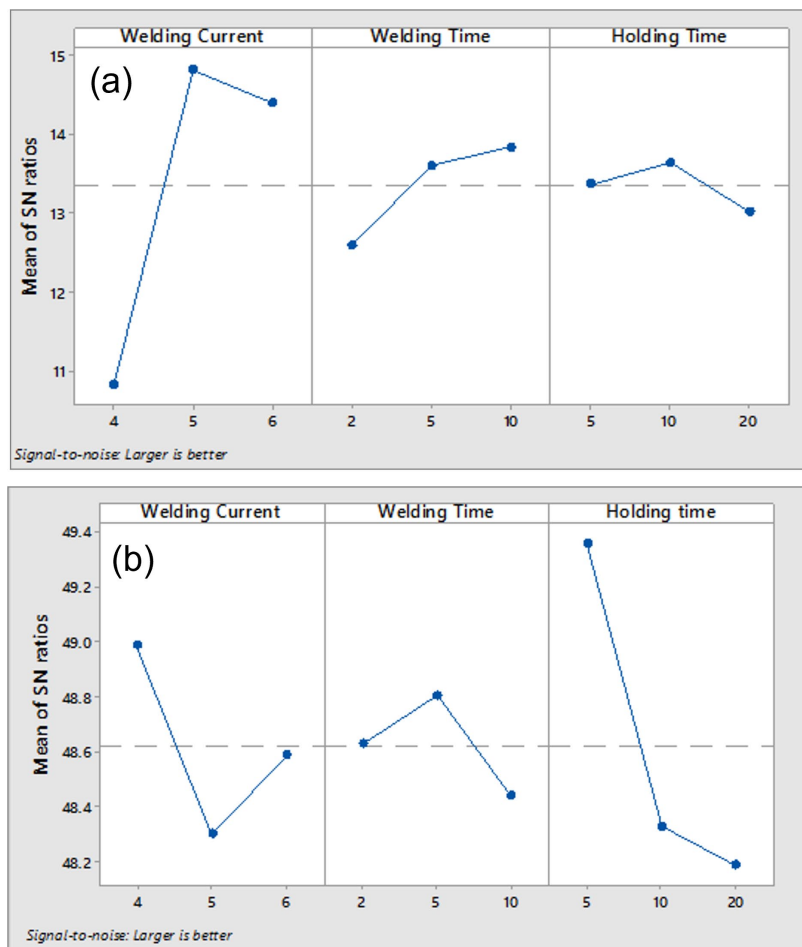 Welding Current Welding Time Holding Time
(a)
15
14
13
12
11
Mean of SN ratios
4 5 6 2 5 10 5 10 20
Signal-to-noise: Larger is better
Welding Current Welding Time Holding time
(b)
49.4
49.2
49.0
48.8
48.6
48.4
48.2
Mean of SN ratios
4 5 6 2 5 10 5 10 20
Signal-to-noise: Larger is better